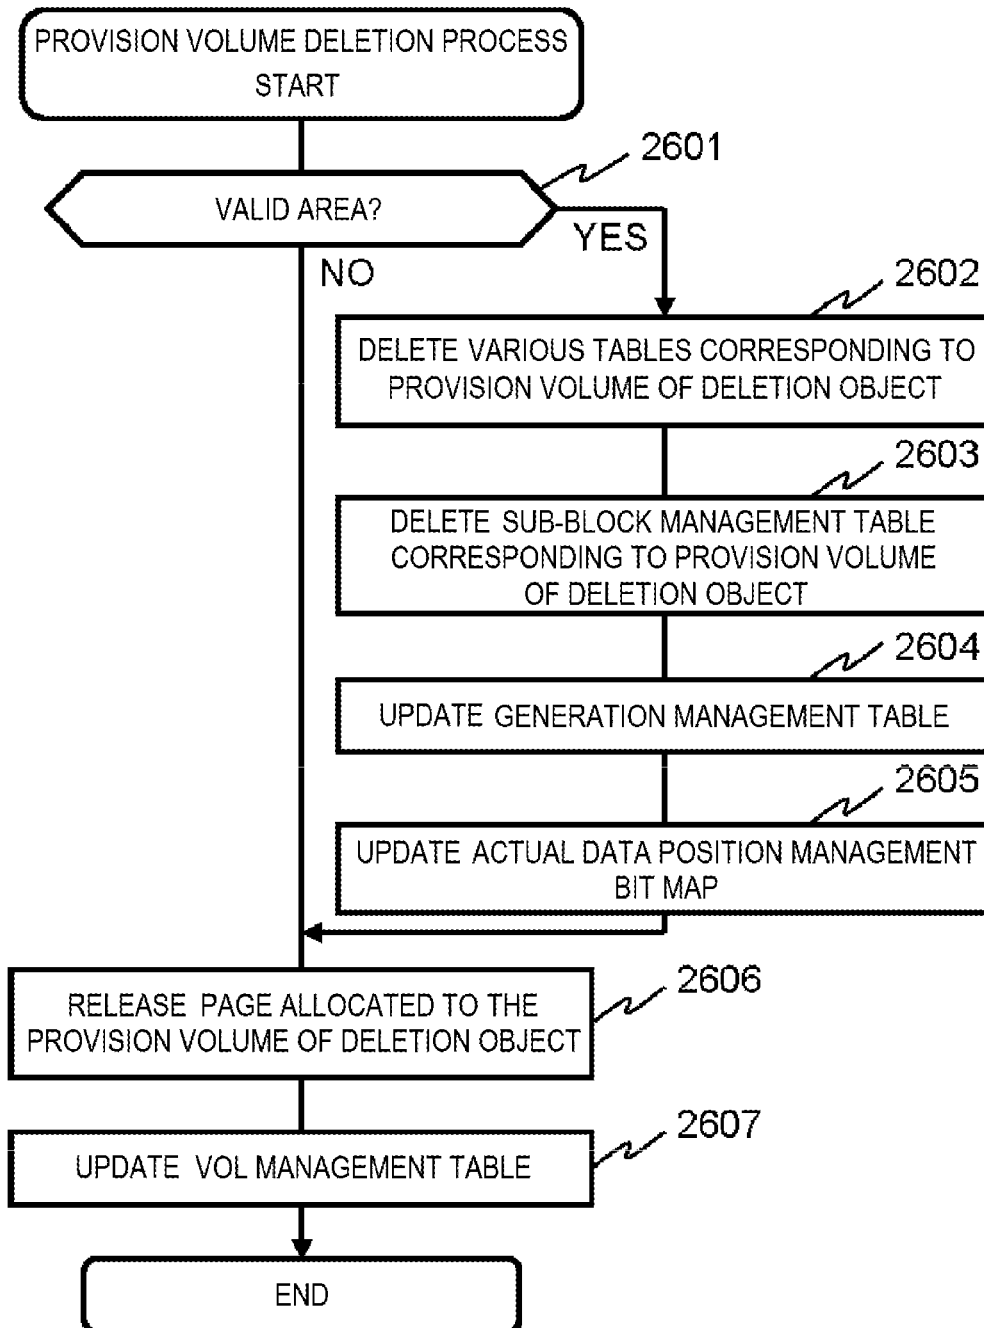 PROVISION VOLUME DELETION PROCESS
START
2601
VALID AREA?
YES
NO
2602
DELETE VARIOUS TABLES CORRESPONDING TO
PROVISION VOLUME OF DELETION OBJECT
2603
DELETE SUB-BLOCK MANAGEMENT TABLE
CORRESPONDING TO PROVISION VOLUME
OF DELETION OBJECT
2604
UPDATE GENERATION MANAGEMENT TABLE
2605
UPDATE ACTUAL DATA POSITION MANAGEMENT
BIT MAP
2606
RELEASE PAGE ALLOCATED TO THE
PROVISION VOLUME OF DELETION OBJECT
2607
UPDATE VOL MANAGEMENT TABLE
END